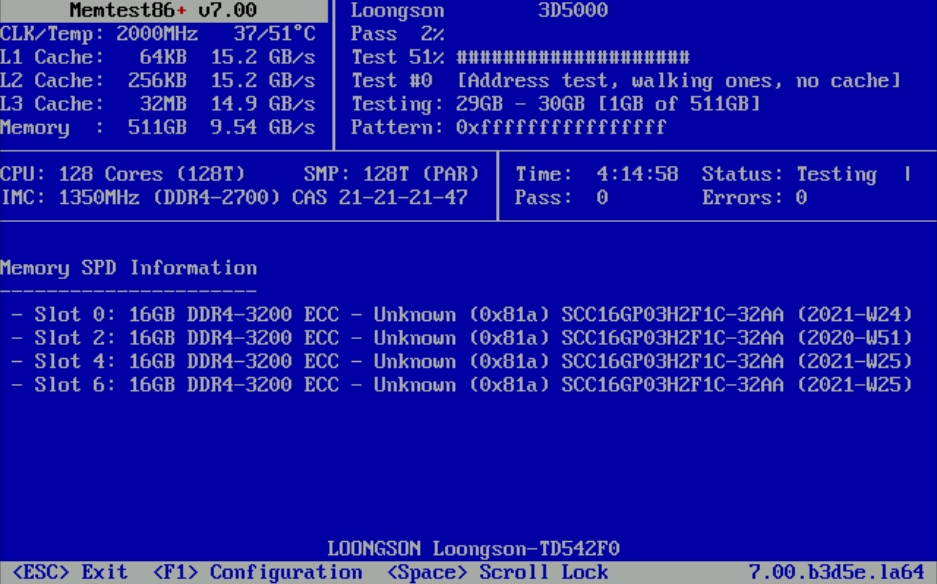 Memtest86+ v7.00
Loongson 3D5000
CLK/Temp: 2000MHz 37/51°C
Pass 2%
L1 Cache: 64KB 15.2 GB/s
Test 51% ####################
L2 Cache: 256KB 15.2 GB/s
Test #0 [Address test, walking ones, no cache]
L3 Cache: 32MB 14.9 GB/s
Testing: 29GB - 30GB [1GB of 511GB]
Memory : 511GB 9.54 GB/s
Pattern: 0xffffffffffffffff
CPU: 128 Cores (128T) SMP: 128T (PAR)
Time: 4:14:58 Status: Testing |
IMC: 1350MHz (DDR4-2700) CAS 21-21-21-47
Pass: 0 Errors: 0
Memory SPD Information
----------------------
- Slot 0: 16GB DDR4-3200 ECC - Unknown (0x81a) SCC16GP03H2F1C-32AA (2021-W24)
- Slot 2: 16GB DDR4-3200 ECC - Unknown (0x81a) SCC16GP03H2F1C-32AA (2020-W51)
- Slot 4: 16GB DDR4-3200 ECC - Unknown (0x81a) SCC16GP03H2F1C-32AA (2021-W25)
- Slot 6: 16GB DDR4-3200 ECC - Unknown (0x81a) SCC16GP03H2F1C-32AA (2021-W25)
LOONGSON Loongson-TD542F0
<ESC> Exit <F1> Configuration <Space> Scroll Lock 7.00.b3d5e.la64